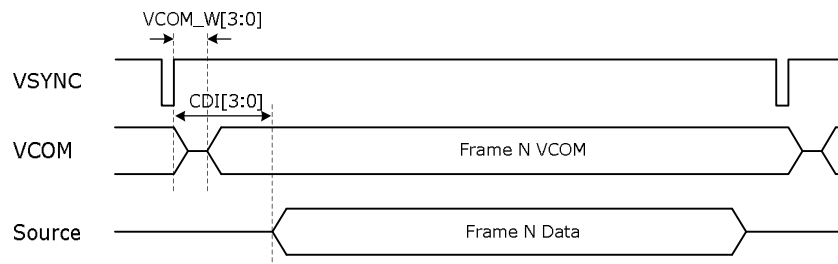 VCOM_W[3:0]
VSYNC
CDI[3:0]
VCOM
Frame N VCOM
Source
Frame N Data